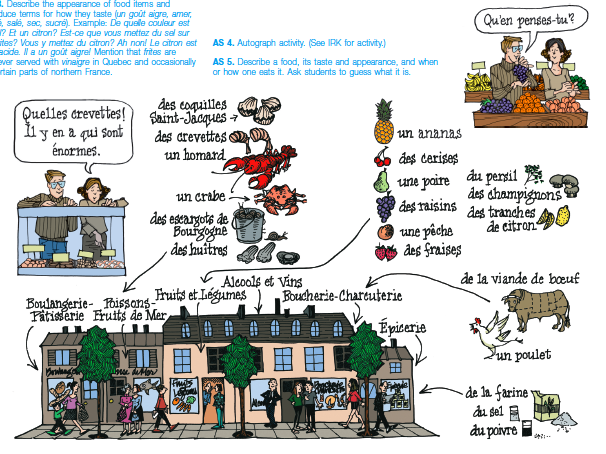 . Describe the appearance of food items and
duce terms for how they taste (un goût aigre, amer,
é, salé, sec, sucré). Example: De quelle couleur est
l? Et un citron? Est-ce que vous mettez du sel sur
ites? Vous y mettez du citron? Ah non! Le citron est
acide. Il a un goût aigre! Mention that frites are
ever served with vinaigre in Quebec and occasionally
rtain parts of northern France.
AS 4. Autograph activity. (See IRK for activity.)
AS 5. Describe a food, its taste and appearance, and when
or how one eats it. Ask students to guess what it is.
Qu'en penses-tu?
Quelles crevettes!
Il y en a qui sont
énormes.
des coquilles
Saint-Jacques
des crevettes
un homard
un crabe
des escargots de
Bourgogne
des huîtres
un ananas
des cerises
une poire
des raisins
une pêche
des fraises
du persil
des champignons
des tranches
de citron
Boulangerie-
Pâtisserie
Poissons-
Fruits de Mer
Fruits et Légumes
Alcools et Vins
Boucherie-Charcuterie
Épicerie
de la viande de bœuf
un poulet
de la farine
du sel
du poivre
Fruits
Légumes